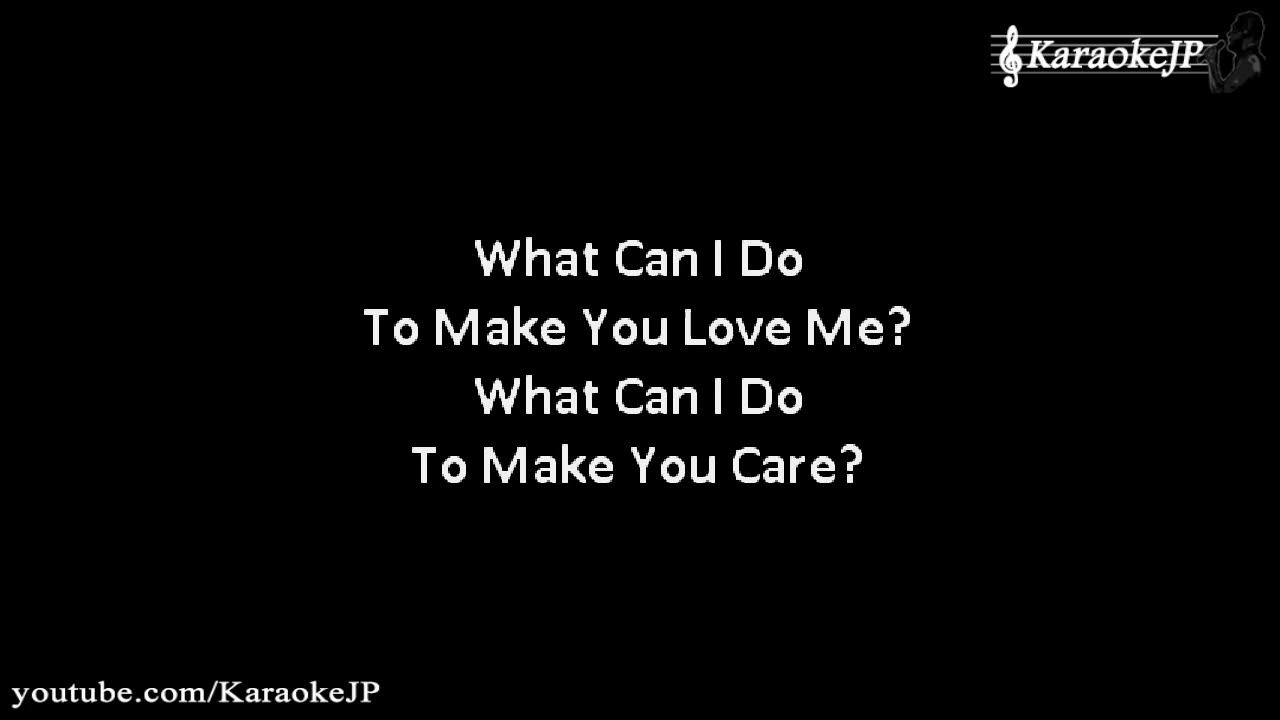 KaraokeJP
What Can I Do
To Make You Love Me?
What Can I Do
To Make You Care?
youtube.com/KaraokeJP